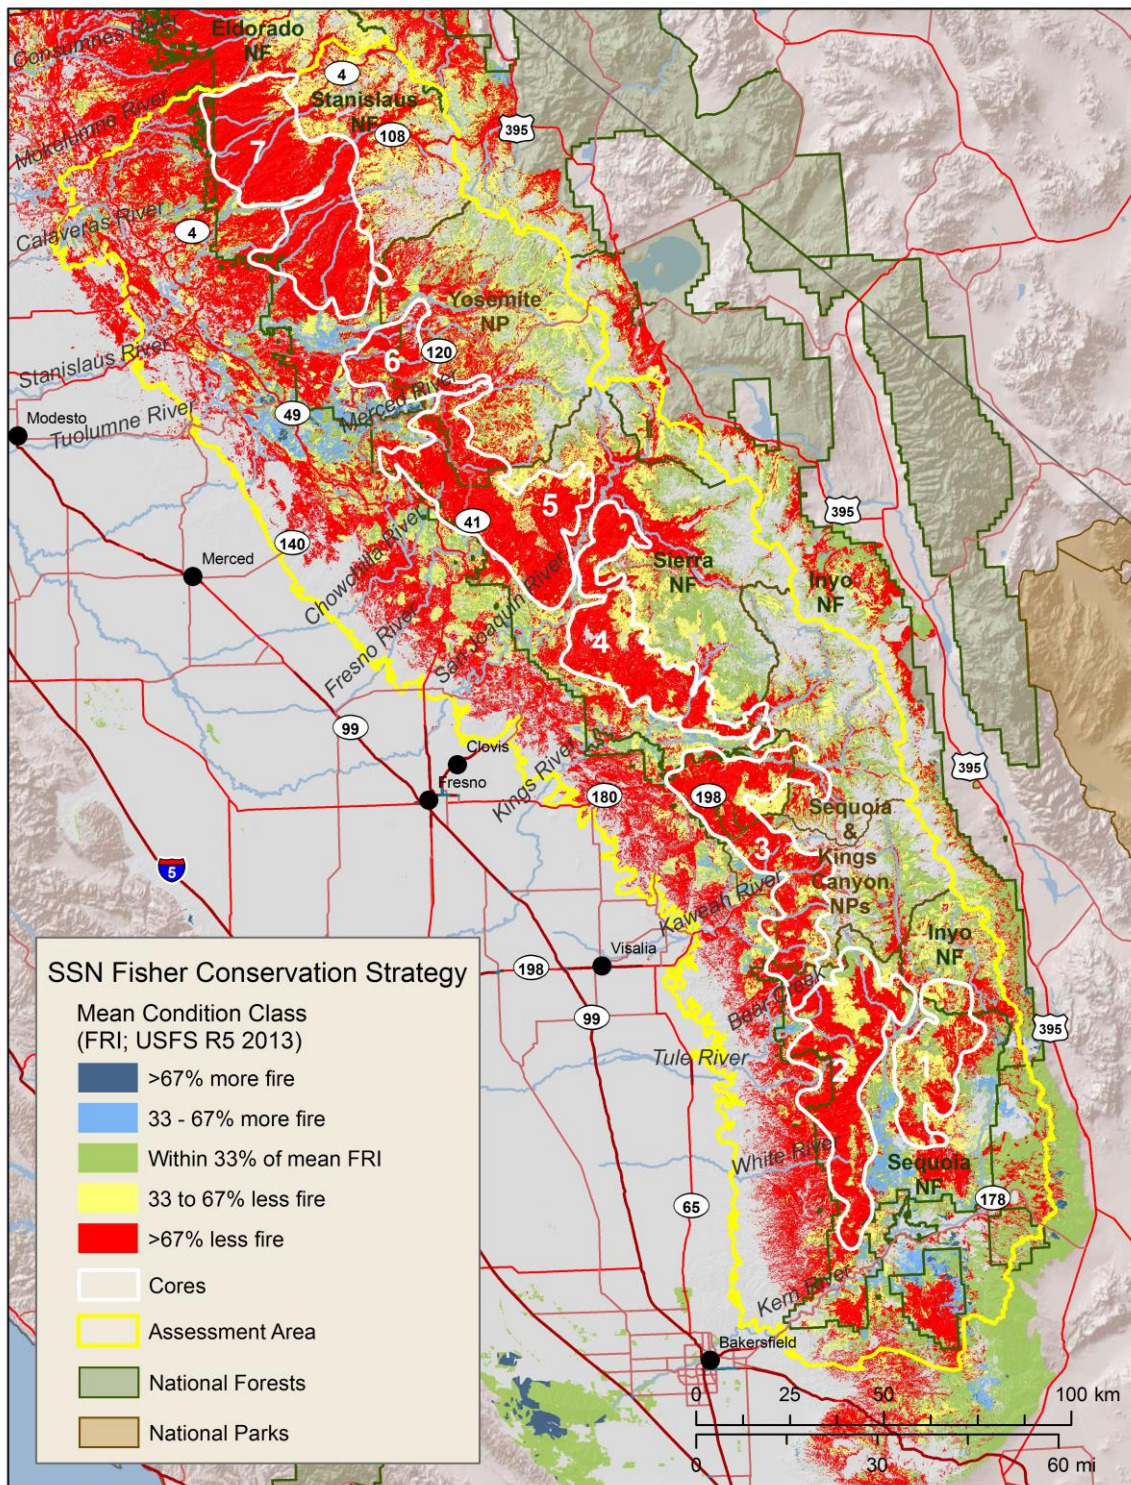 Consumnes River
Eldorado
NF
4
Stanislaus
NF
Mokelumne River
395
108
7
Calaveras River
4
Yosemite
NP
120
6
Stanislaus River
49
Merced River
Modesto
Tuolumne River
5
395
41
140
Sierra
NF
Inyo
NF
Merced
Chowchilla River
San Joaquin River
4
Fresno River
99
Clovis
Fresno
Kings River
180
198
395
Sequoia
&
Kings
Canyon
NPs
3
5
Kaweah River
Inyo
NF
Visalia
198
Bear Creek
99
395
Tule River
2
1
White River
Sequoia
NF
178
65
Kern River
Bakersfield
SSN Fisher Conservation Strategy
Mean Condition Class
(FRI; USFS R5 2013)
>67% more fire
33 - 67% more fire
Within 33% of mean FRI
33 to 67% less fire
>67% less fire
Cores
Assessment Area
National Forests
National Parks
0 25 50 100 km
0 30 60 mi